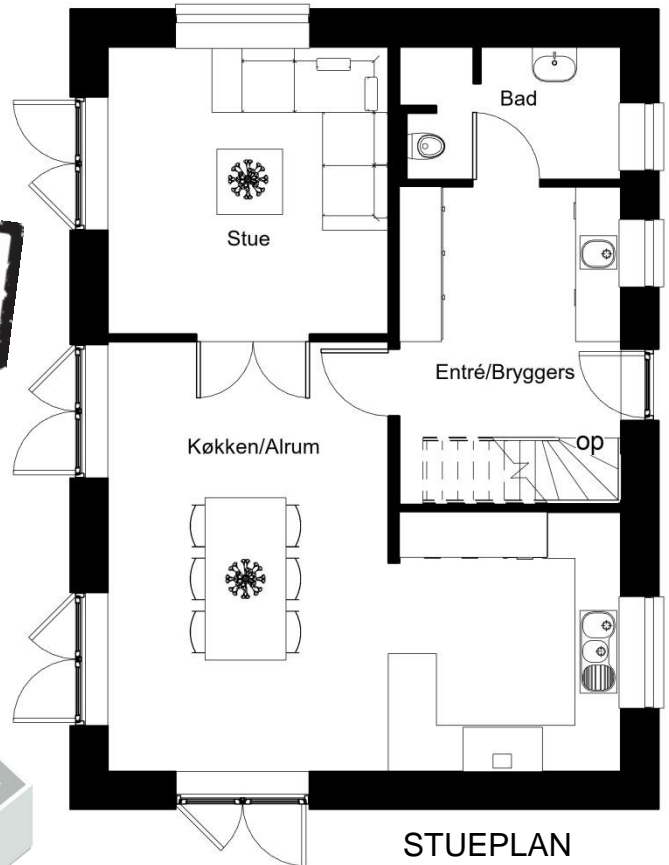 Bad
Stue
Entré/Bryggers
Køkken/Alrum
op
STUEPLAN